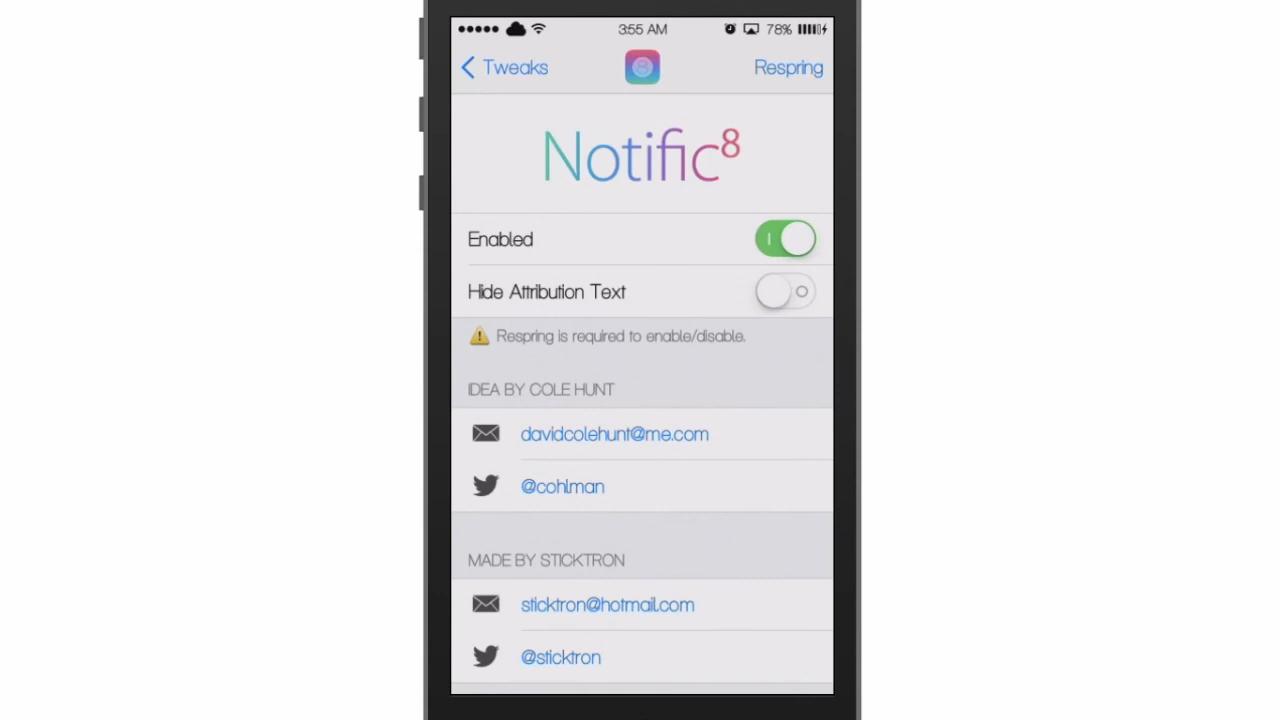 3:55 AM 78%
Tweaks Respring
Notific8
Enabled
Hide Attribution Text
Respring is required to enable/disable.
IDEA BY COLE HUNT
davidcolehunt@me.com
@cohlman
MADE BY STICKTRON
sticktron@hotmail.com
@sticktron